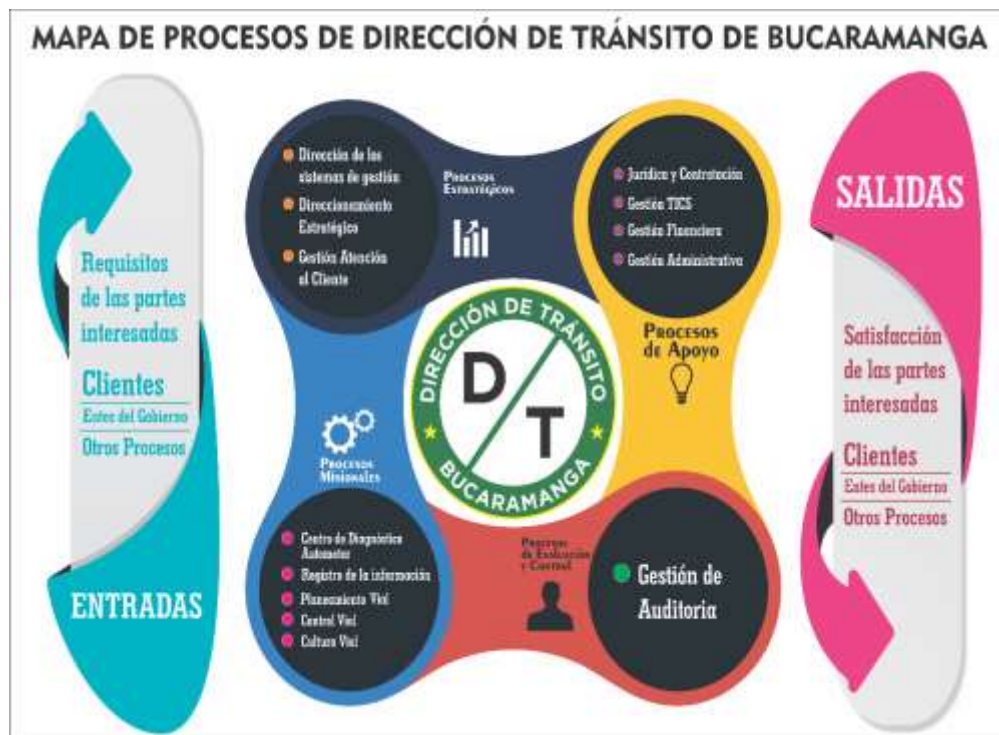 MAPA DE PROCESOS DE DIRECCIÓN DE TRÁNSITO DE BUCARAMANGA
Requisitos
de las partes
interesadas
Clientes
Entes del Gobierno
Otros Procesos
ENTRADAS
Dirección de los
sistemas de gestión
Direccionamiento
Estratégico
Gestión Atención
al Cliente
PROCESOS
ESTRATÉGICOS
Jurídica y Contratación
Gestión TICS
Gestión Financiera
Gestión Administrativa
PROCESOS
DE APOYO
DIRECCIÓN DE TRÁNSITO
D
T
BUCARAMANGA
PROCESOS
MISIONALES
Centro de Diagnóstico
Automotor
Registro de la información
Planeamiento Vial
Control Vial
Cultura Vial
PROCESOS
DE EVALUACIÓN
Y CONTROL
Gestión de
Auditoria
SALIDAS
Satisfacción
de las partes
interesadas
Clientes
Entes del Gobierno
Otros Procesos